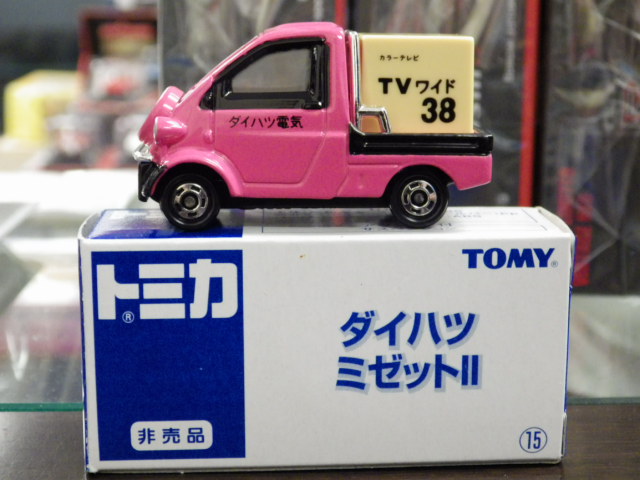 カラーテレビ
TV ワイド
38
ダイハツ電気
トミカ
®
TOMY®
ダイハツ
ミゼットII
非売品
15